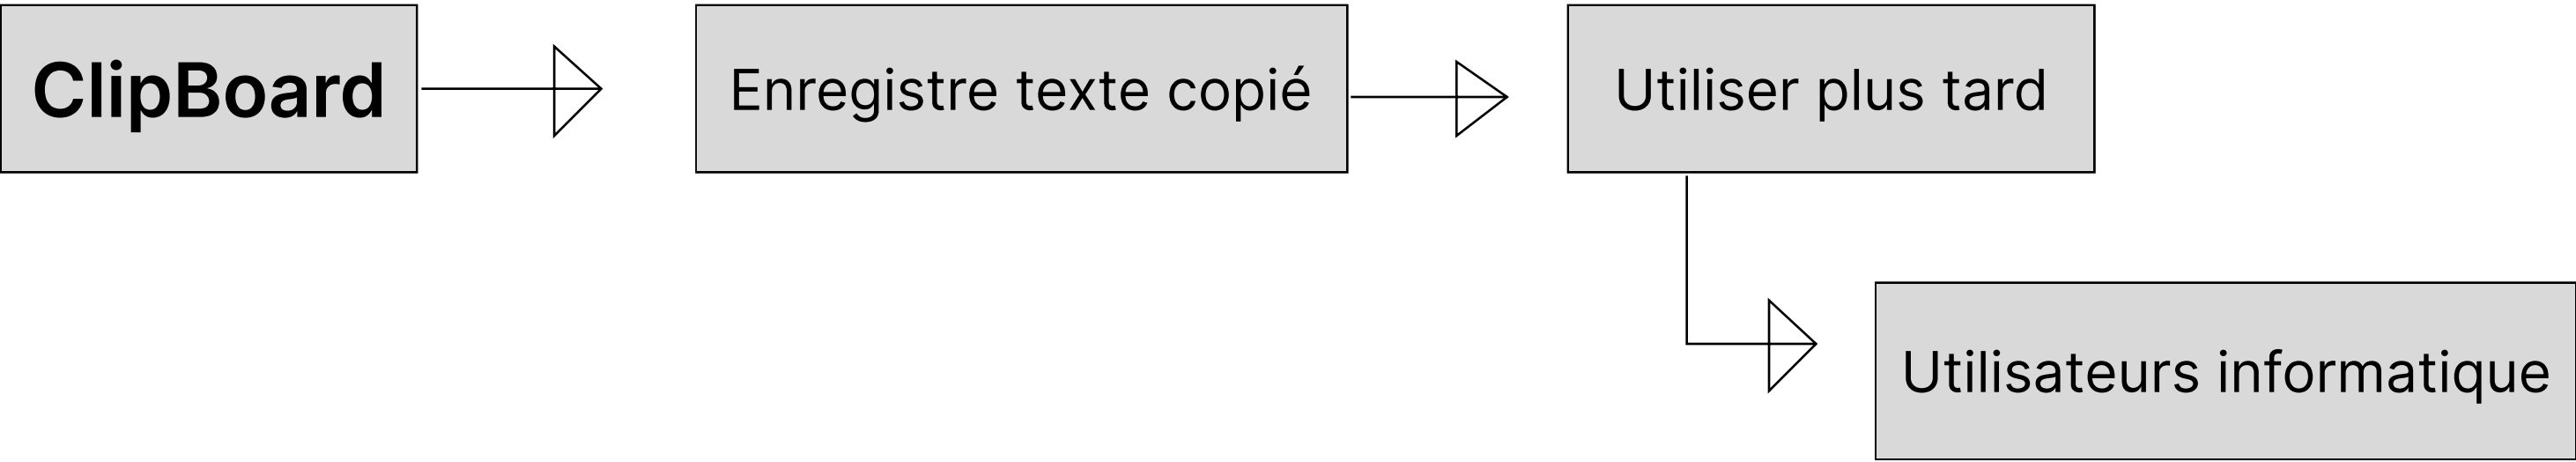 ClipBoard
Enregistre texte copié
Utiliser plus tard
Utilisateurs informatique